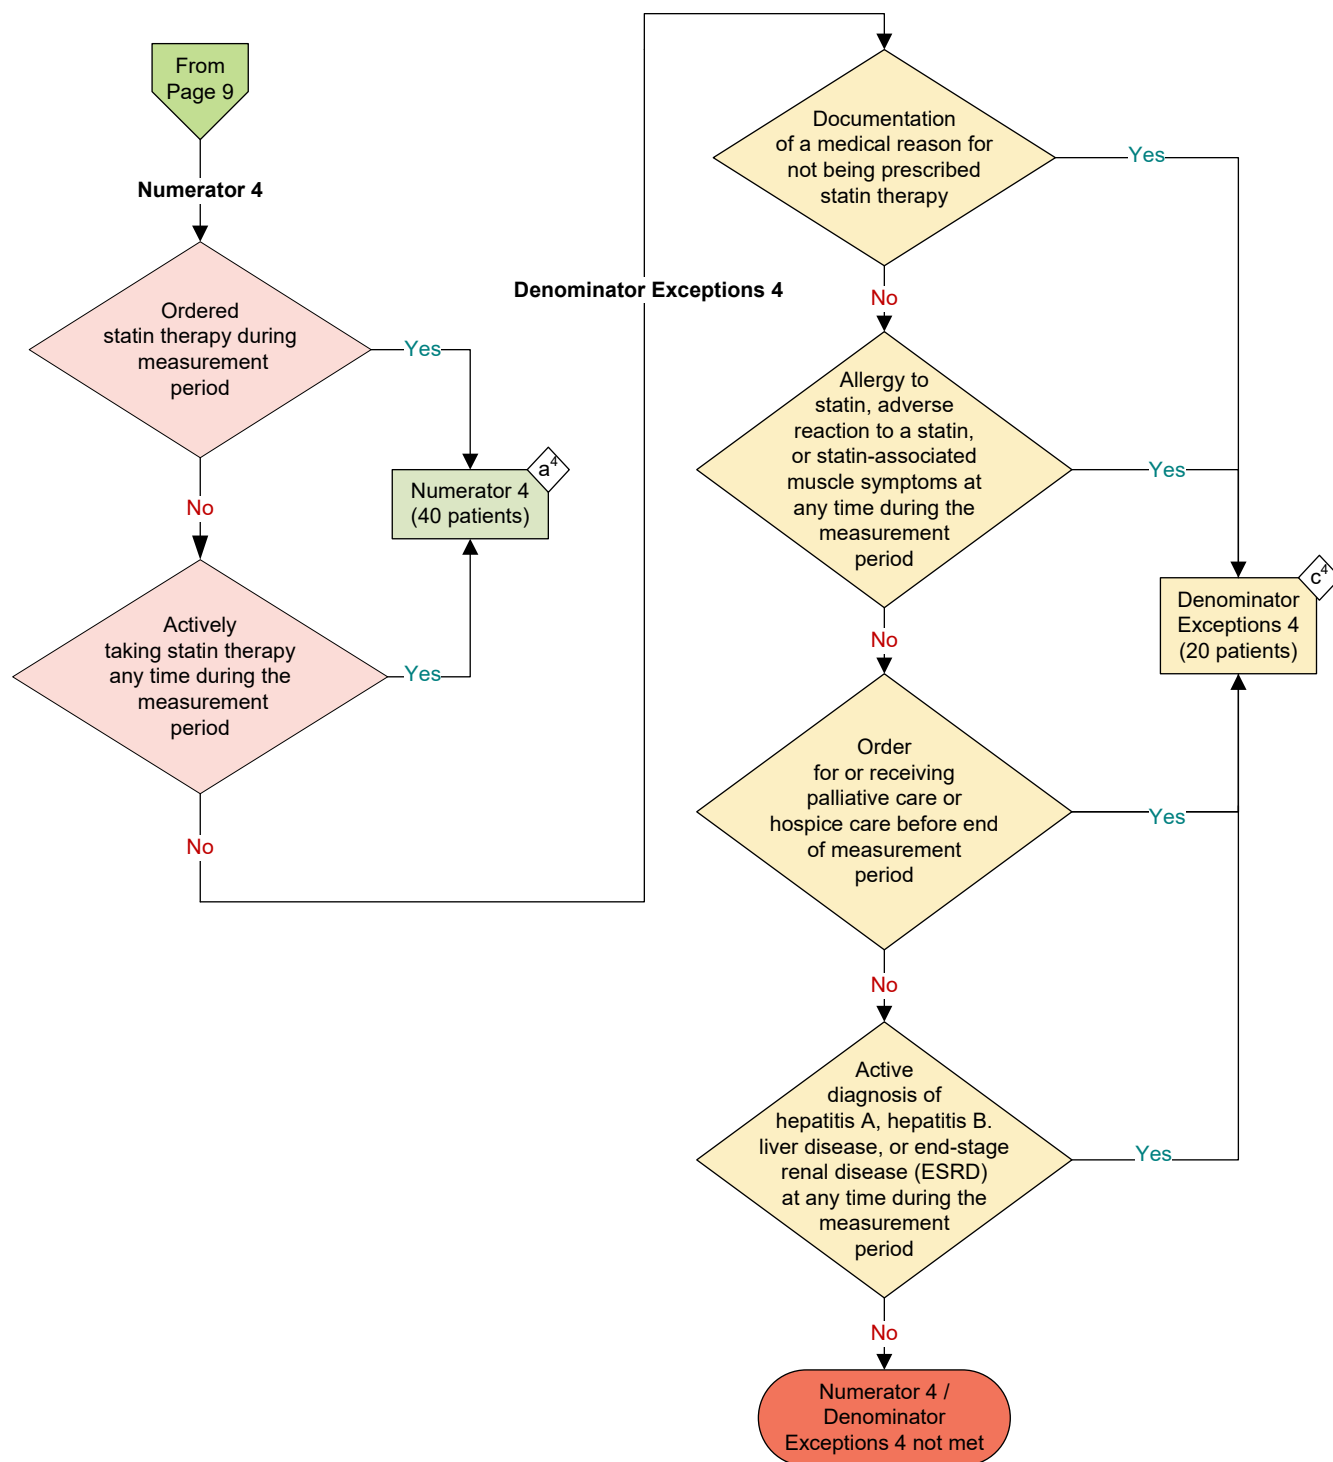 From
Page 9
Numerator 4
Ordered
statin therapy during
measurement
period
Yes
No
a4
Numerator 4
(40 patients)
Actively
taking statin therapy
any time during the
measurement
period
Yes
No
Denominator Exceptions 4
Documentation
of a medical reason for
not being prescribed
statin therapy
Yes
No
Allergy to
statin, adverse
reaction to a statin,
or statin-associated
muscle symptoms at
any time during the
measurement
period
Yes
No
c4
Denominator
Exceptions 4
(20 patients)
Order
for or receiving
palliative care or
hospice care before end
of measurement
period
Yes
No
Active
diagnosis of
hepatitis A, hepatitis B.
liver disease, or end-stage
renal disease (ESRD)
at any time during the
measurement
period
Yes
No
Numerator 4 /
Denominator
Exceptions 4 not met